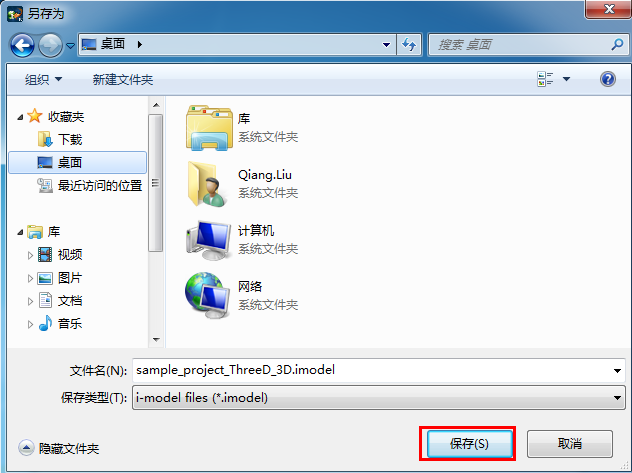 另存为
桌面
搜索 桌面
组织
新建文件夹
收藏夹
下载
桌面
最近访问的位置
库
视频
图片
文档
音乐
库
系统文件夹
Qiang.Liu
系统文件夹
计算机
系统文件夹
网络
系统文件夹
文件名(N):
sample_project_ThreeD_3D.imodel
保存类型(T):
i-model files (*.imodel)
隐藏文件夹
保存(S)
取消